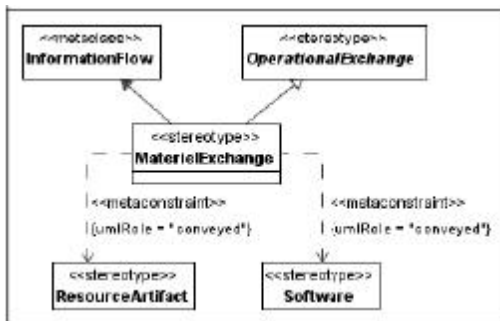 <<metaclass>>
InformationFlow
<<stereotype>>
OperationalExchange
<<stereotype>>
MaterielExchange
<<metaconstraint>>
{umlRole = "conveyed"}
<<metaconstraint>>
{umlRole = "conveyed"}
<<stereotype>>
ResourceArtifact
<<stereotype>>
Software